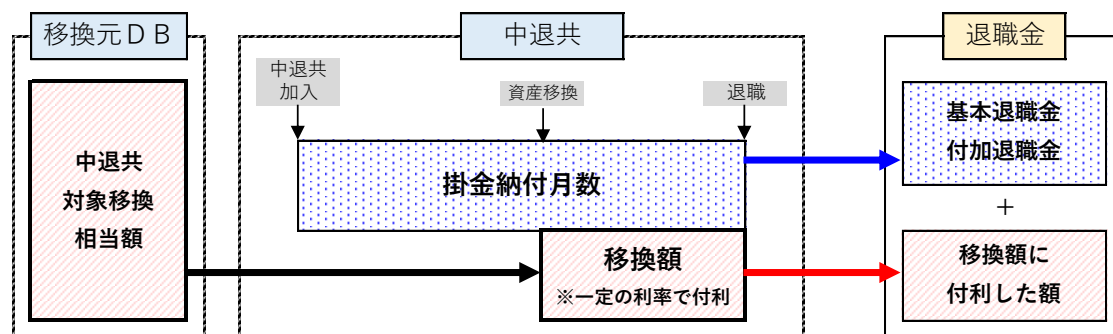 移換元ＤＢ
中退共
対象移換
相当額
中退共
中退共
加入
資産移換
退職
掛金納付月数
移換額
※一定の利率で付利
退職金
基本退職金
付加退職金
＋
移換額に
付利した額